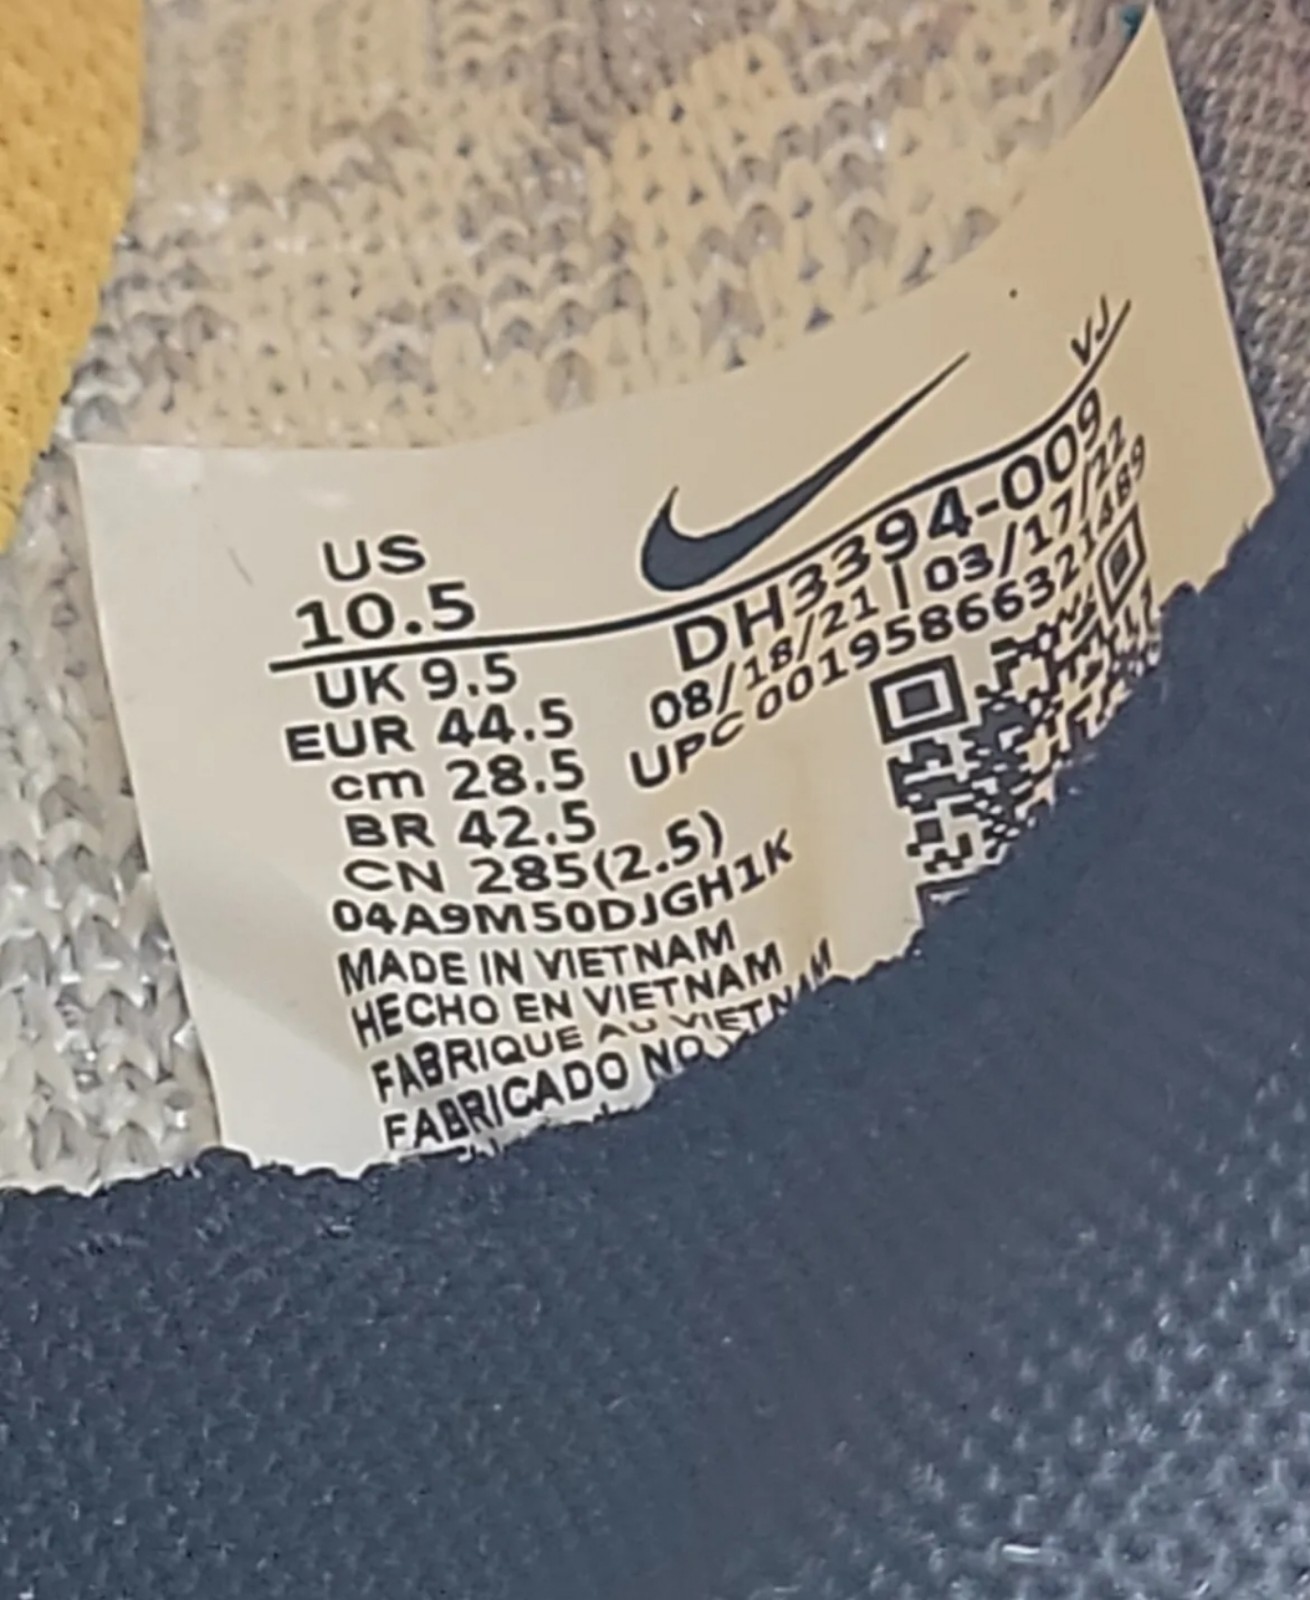 VJ
US
10.5
DH3394-009
UK 9.5
08/18/21 | 03/17/22
EUR 44.5
UPC 00195866321489
cm 28.5
BR 42.5
CN 285(2.5)
04A9M50DJGH1K
MADE IN VIETNAM
HECHO EN VIETNAM
FABRIQUE AU VIETNAM
FABRICADO NO